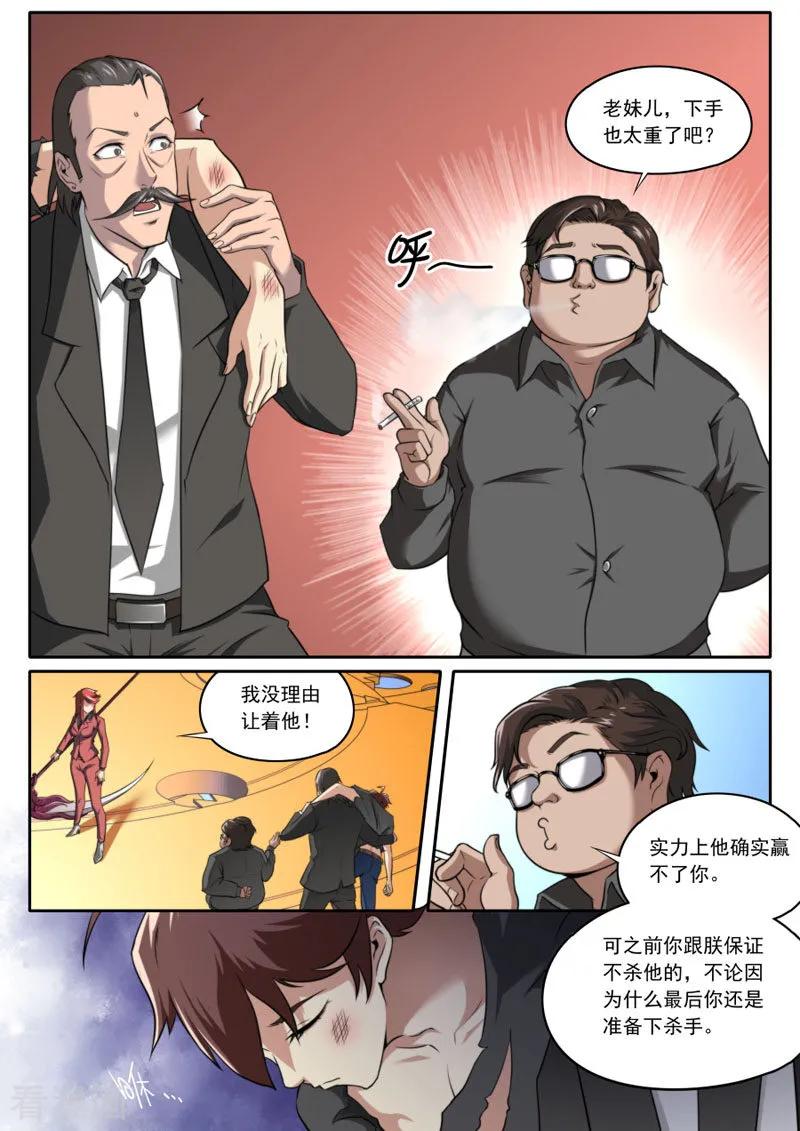 老妹儿，下手
也太重了吧？
呼～
我没理由
让着他！
实力上他确实赢
不了你。
可之前你跟朕保证
不杀他的，不论因
为什么最后你还是
准备下杀手。